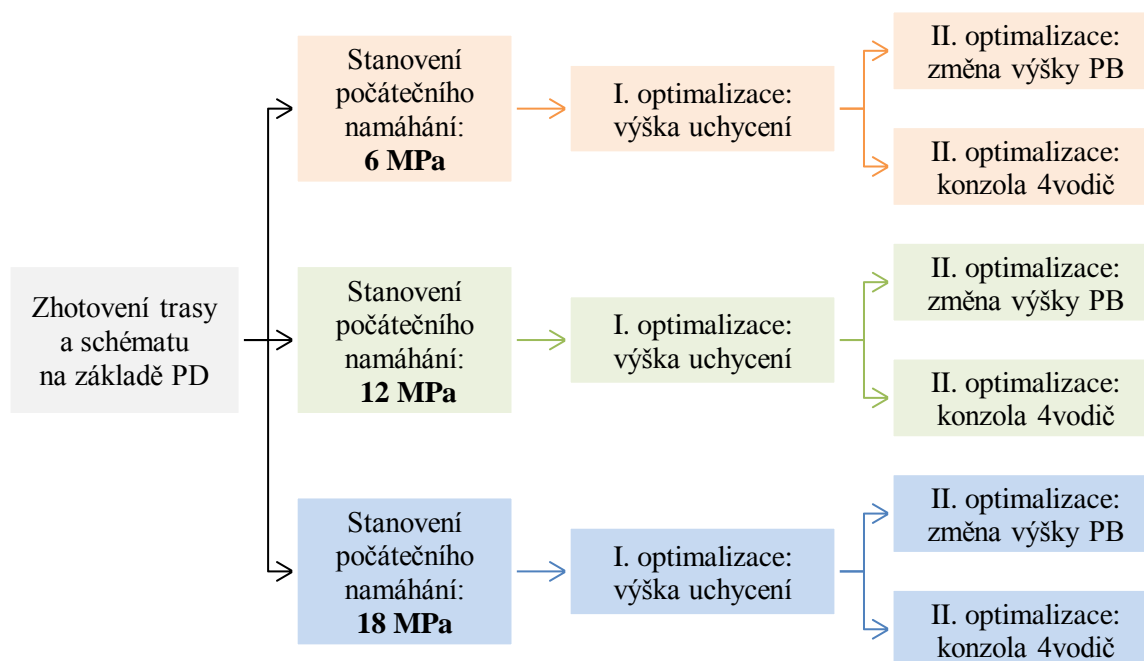 Zhotovení trasy
a schématu
na základě PD
Stanovení
počátečního
namáhání:
6 MPa
I. optimalizace:
výška uchycení
II. optimalizace:
změna výšky PB
II. optimalizace:
konzola 4vodič
Stanovení
počátečního
namáhání:
12 MPa
I. optimalizace:
výška uchycení
II. optimalizace:
změna výšky PB
II. optimalizace:
konzola 4vodič
Stanovení
počátečního
namáhání:
18 MPa
I. optimalizace:
výška uchycení
II. optimalizace:
změna výšky PB
II. optimalizace:
konzola 4vodič